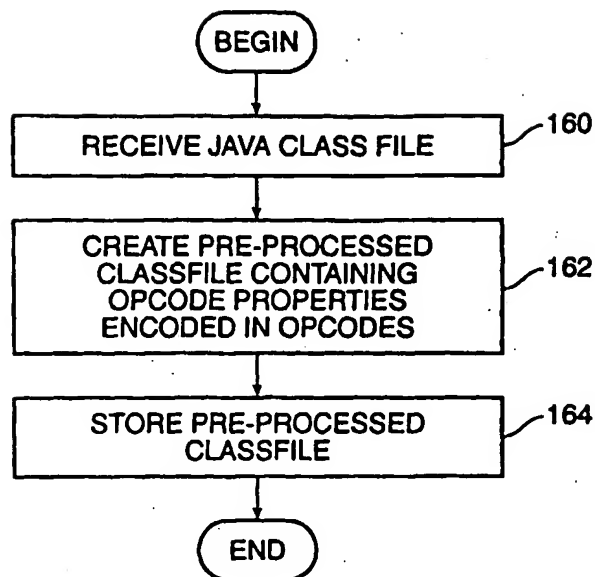 BEGIN
RECEIVE JAVA CLASS FILE
160
CREATE PRE-PROCESSED
CLASSFILE CONTAINING
OPCODE PROPERTIES
ENCODED IN OPCODES
162
STORE PRE-PROCESSED
CLASSFILE
164
END